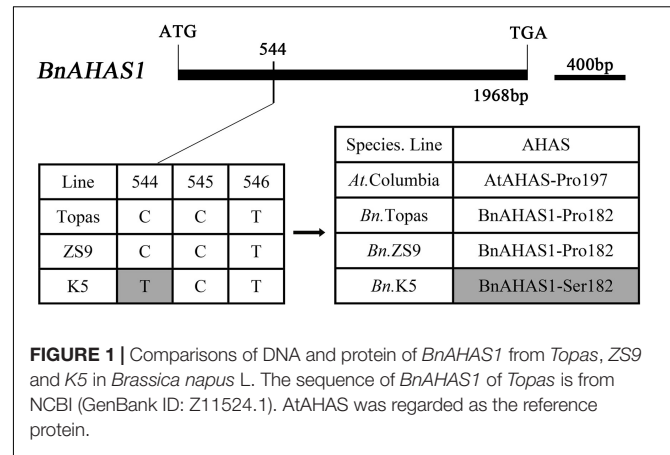 ATG
TGA
544
BnAHAS1
1968bp
400bp
Line 544 545 546
Topas C C T
ZS9 C C T
K5 T C T
Species. Line AHAS
At.Columbia AtAHAS-Pro197
Bn.Topas BnAHAS1-Pro182
Bn.ZS9 BnAHAS1-Pro182
Bn.K5 BnAHAS1-Ser182
FIGURE 1 | Comparisons of DNA and protein of BnAHAS1 from Topas, ZS9
and K5 in Brassica napus L. The sequence of BnAHAS1 of Topas is from
NCBI (GenBank ID: Z11524.1). AtAHAS was regarded as the reference
protein.